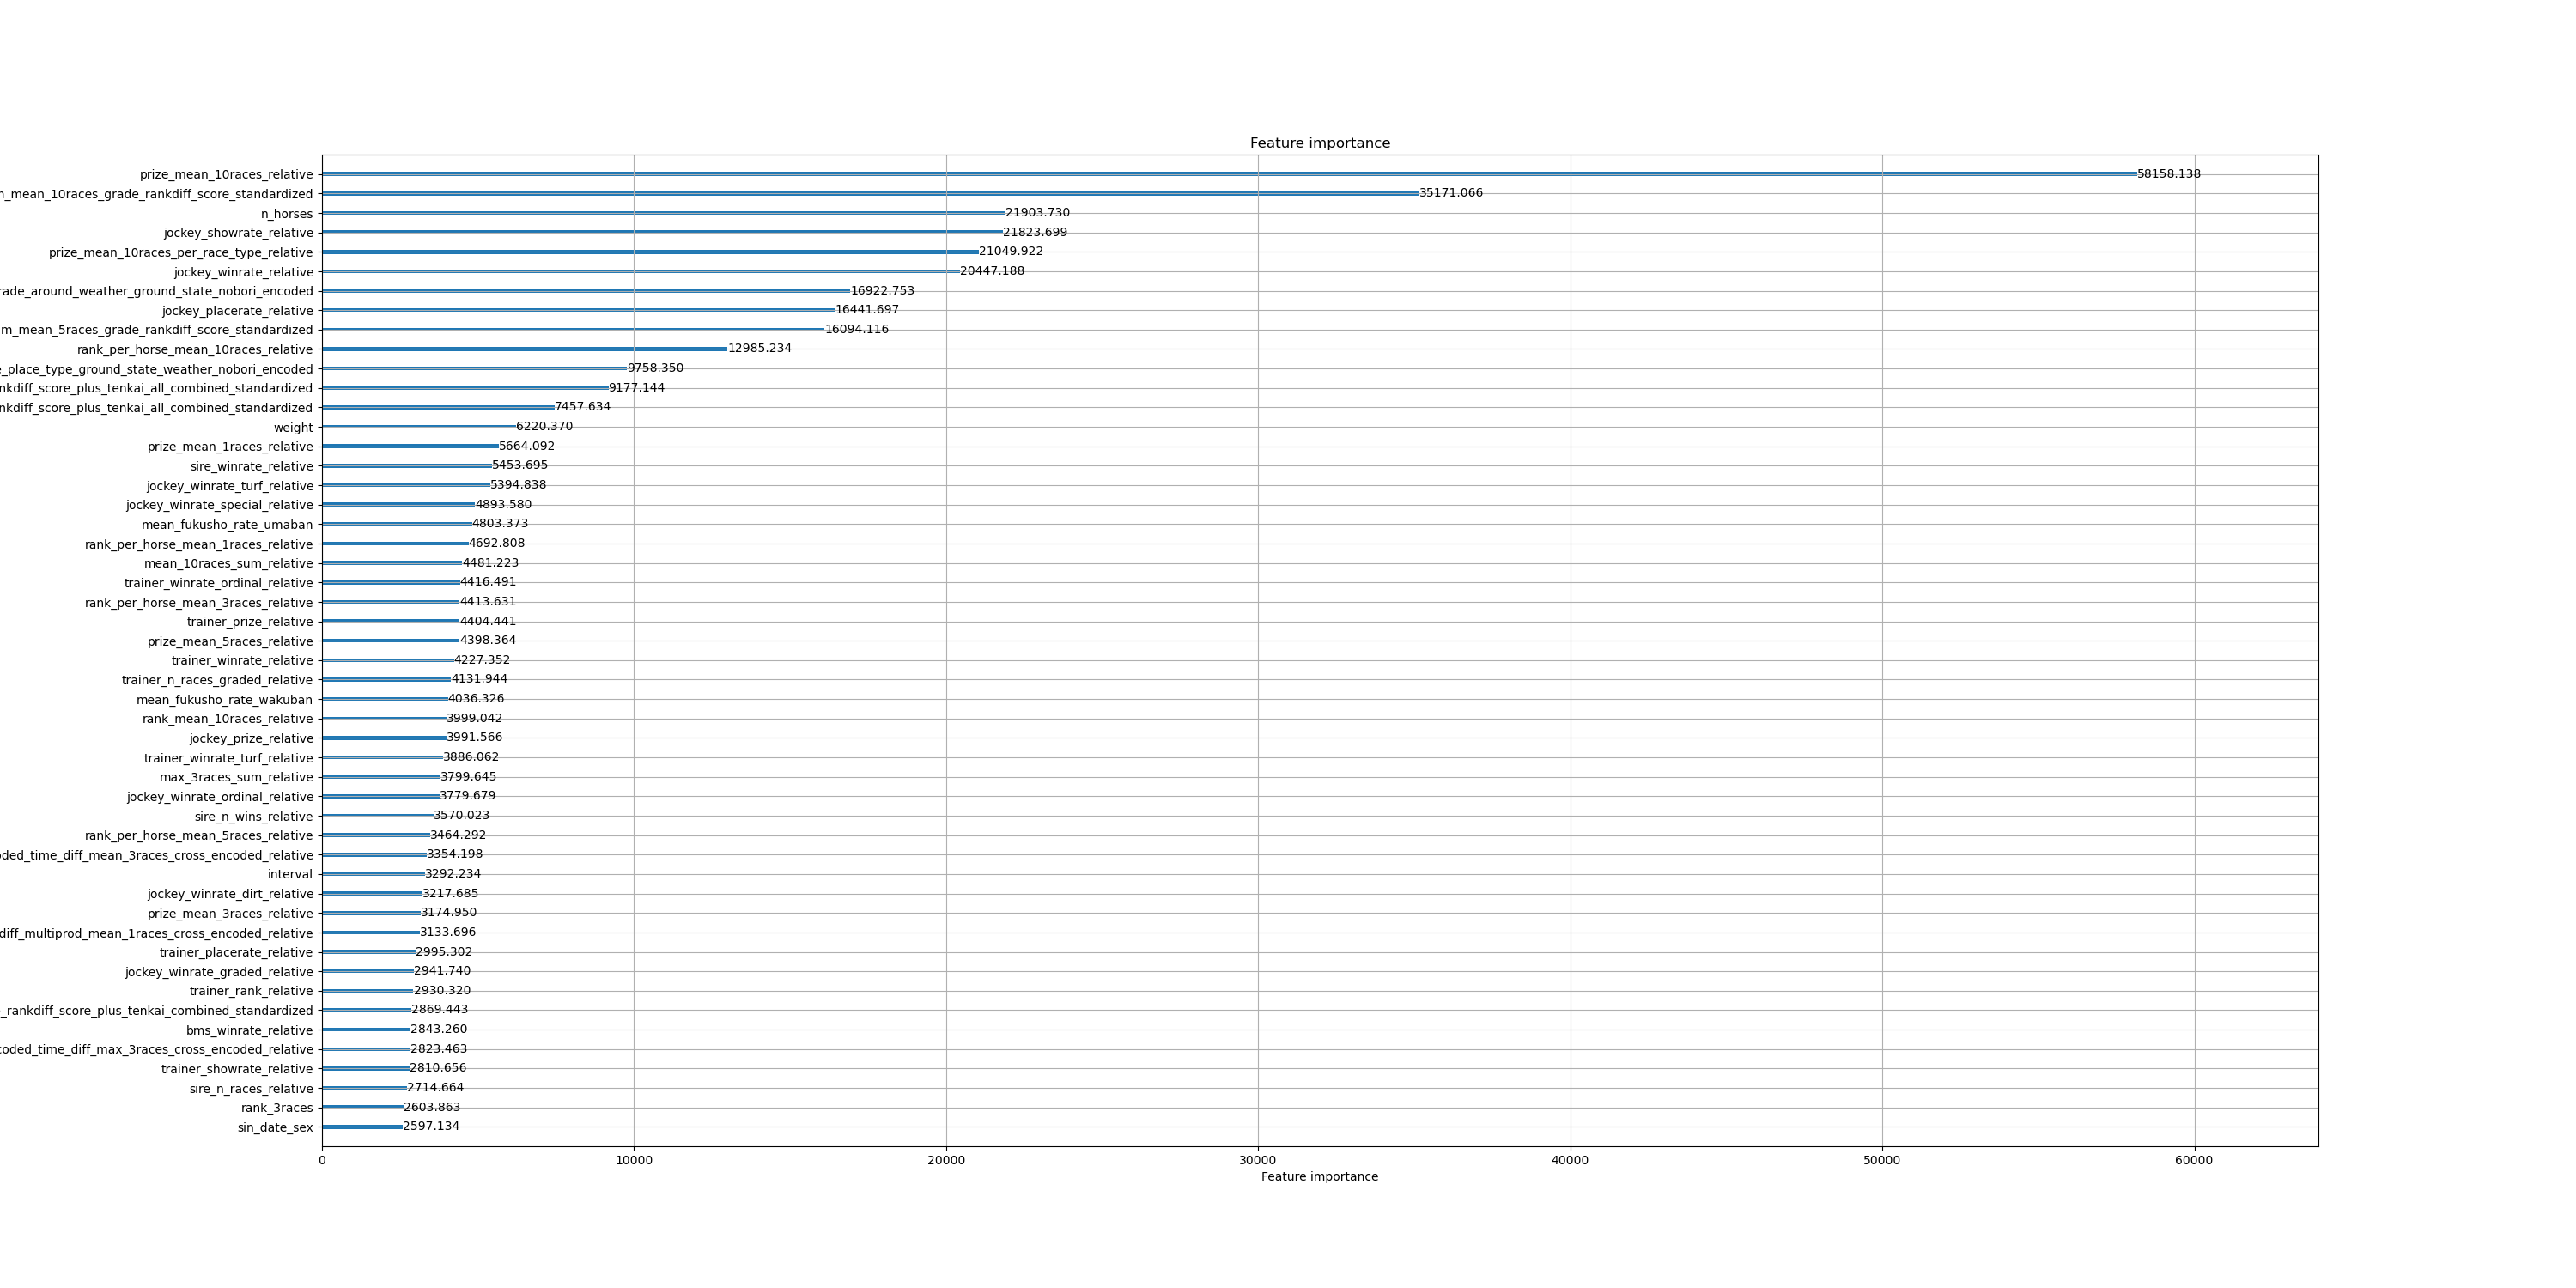 Feature importance
prize_mean_10races_relative 58158.138
_mean_10races_grade_rankdiff_score_standardized 35171.066
n_horses 21903.730
jockey_showrate_relative 21823.699
prize_mean_10races_per_race_type_relative 21049.922
jockey_winrate_relative 20447.188
rade_around_weather_ground_state_nobori_encoded 16922.753
jockey_placerate_relative 16441.697
m_mean_5races_grade_rankdiff_score_standardized 16094.116
rank_per_horse_mean_10races_relative 12985.234
_place_type_ground_state_weather_nobori_encoded 9758.350
nkdiff_score_plus_tenkai_all_combined_standardized 9177.144
nkdiff_score_plus_tenkai_all_combined_standardized 7457.634
weight 6220.370
prize_mean_1races_relative 5664.092
sire_winrate_relative 5453.695
jockey_winrate_turf_relative 5394.838
jockey_winrate_special_relative 4893.580
mean_fukusho_rate_umaban 4803.373
rank_per_horse_mean_1races_relative 4692.808
mean_10races_sum_relative 4481.223
trainer_winrate_ordinal_relative 4416.491
rank_per_horse_mean_3races_relative 4413.631
trainer_prize_relative 4404.441
prize_mean_5races_relative 4398.364
trainer_winrate_relative 4227.352
trainer_n_races_graded_relative 4131.944
mean_fukusho_rate_wakuban 4036.326
rank_mean_10races_relative 3999.042
jockey_prize_relative 3991.566
trainer_winrate_turf_relative 3886.062
max_3races_sum_relative 3799.645
jockey_winrate_ordinal_relative 3779.679
sire_n_wins_relative 3570.023
rank_per_horse_mean_5races_relative 3464.292
ded_time_diff_mean_3races_cross_encoded_relative 3354.198
interval 3292.234
jockey_winrate_dirt_relative 3217.685
prize_mean_3races_relative 3174.950
diff_multiprod_mean_1races_cross_encoded_relative 3133.696
trainer_placerate_relative 2995.302
jockey_winrate_graded_relative 2941.740
trainer_rank_relative 2930.320
_rankdiff_score_plus_tenkai_combined_standardized 2869.443
bms_winrate_relative 2843.260
coded_time_diff_max_3races_cross_encoded_relative 2823.463
trainer_showrate_relative 2810.656
sire_n_races_relative 2714.664
rank_3races 2603.863
sin_date_sex 2597.134
0 10000 20000 30000 40000 50000 60000
Feature importance